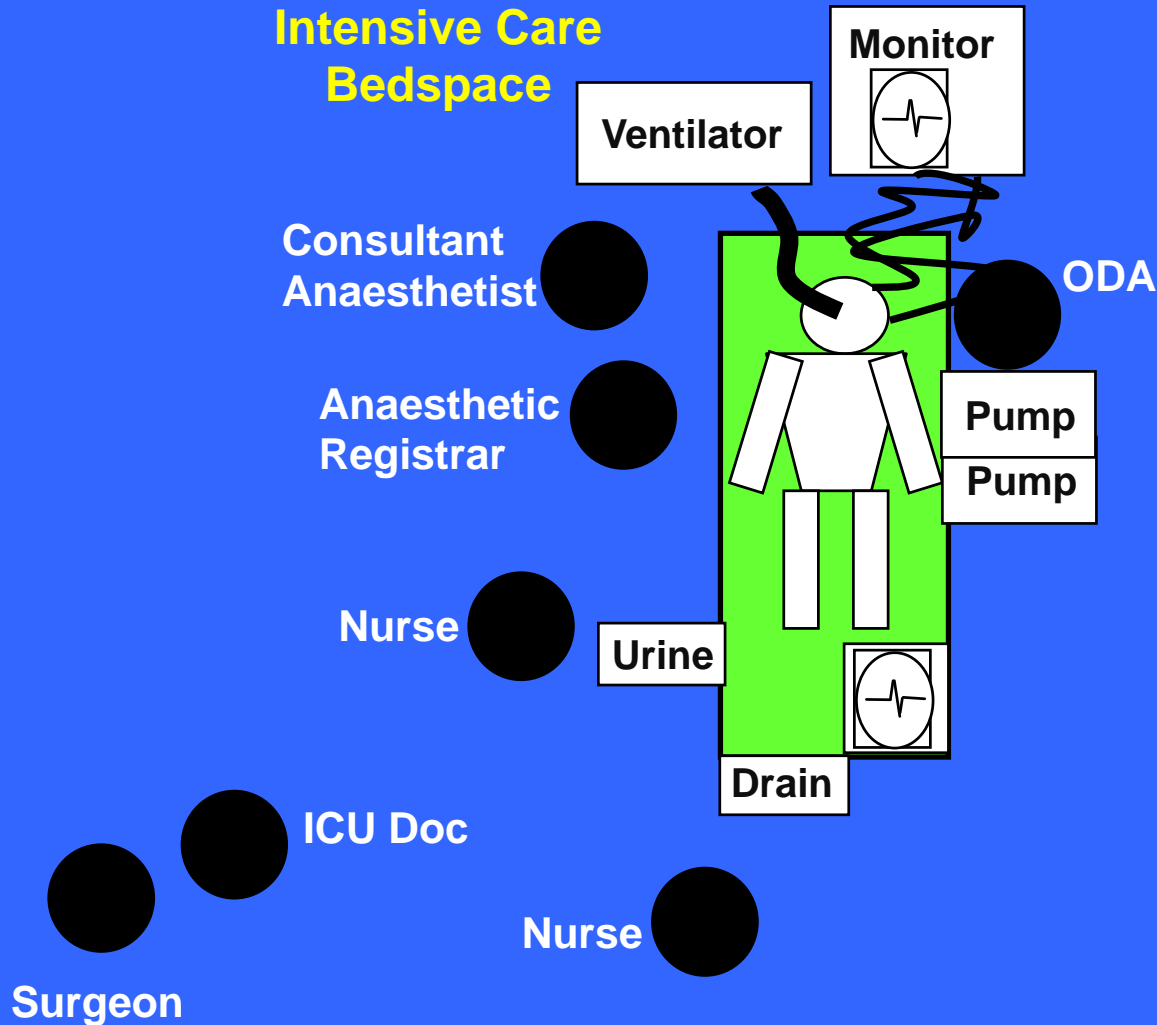 Intensive Care
Bedspace
Monitor
Ventilator
Consultant
Anaesthetist
ODA
Anaesthetic
Registrar
Pump
Pump
Nurse
Urine
Drain
ICU Doc
Nurse
Surgeon